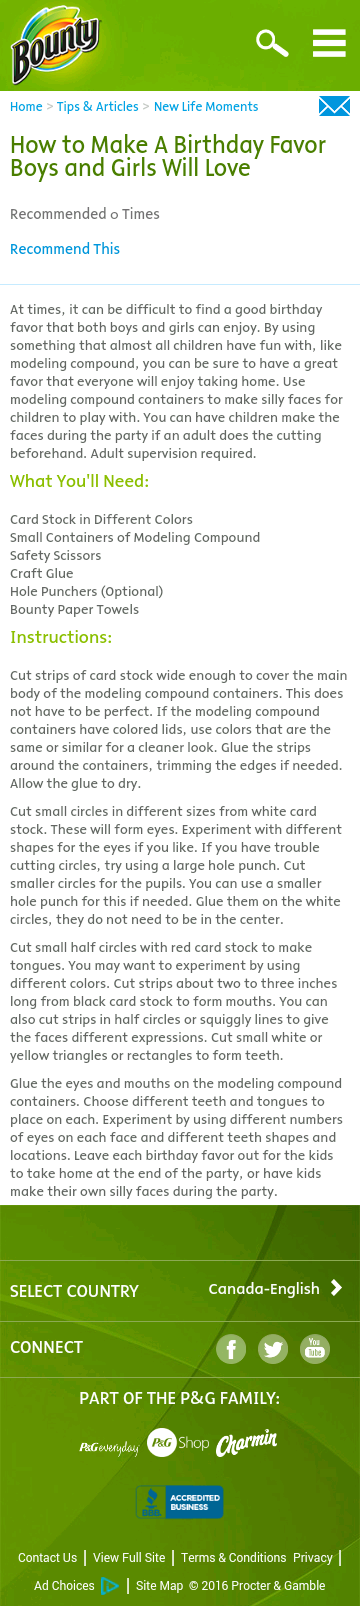 Bounty
Home > Tips & Articles > New Life Moments
How to Make A Birthday Favor
Boys and Girls Will Love
Recommended 0 Times
Recommend This
At times, it can be difficult to find a good birthday
favor that both boys and girls can enjoy. By using
something that almost all children have fun with, like
modeling compound, you can be sure to have a great
favor that everyone will enjoy taking home. Use
modeling compound containers to make silly faces for
children to play with. You can have children make the
faces during the party if an adult does the cutting
beforehand. Adult supervision required.
What You'll Need:
Card Stock in Different Colors
Small Containers of Modeling Compound
Safety Scissors
Craft Glue
Hole Punchers (Optional)
Bounty Paper Towels
Instructions:
Cut strips of card stock wide enough to cover the main
body of the modeling compound containers. This does
not have to be perfect. If the modeling compound
containers have colored lids, use colors that are the
same or similar for a cleaner look. Glue the strips
around the containers, trimming the edges if needed.
Allow the glue to dry.
Cut small circles in different sizes from white card
stock. These will form eyes. Experiment with different
shapes for the eyes if you like. If you have trouble
cutting circles, try using a large hole punch. Cut
smaller circles for the pupils. You can use a smaller
hole punch for this if needed. Glue them on the white
circles, they do not need to be in the center.
Cut small half circles with red card stock to make
tongues. You may want to experiment by using
different colors. Cut strips about two to three inches
long from black card stock to form mouths. You can
also cut strips in half circles or squiggly lines to give
the faces different expressions. Cut small white or
yellow triangles or rectangles to form teeth.
Glue the eyes and mouths on the modeling compound
containers. Choose different teeth and tongues to
place on each. Experiment by using different numbers
of eyes on each face and different teeth shapes and
locations. Leave each birthday favor out for the kids
to take home at the end of the party, or have kids
make their own silly faces during the party.
SELECT COUNTRY Canada-English
CONNECT You Tube
PART OF THE P&G FAMILY:
P&G everyday P&G Shop Charmin
BBB ACCREDITED BUSINESS
Contact Us | View Full Site | Terms & Conditions Privacy |
Ad Choices | Site Map © 2016 Procter & Gamble